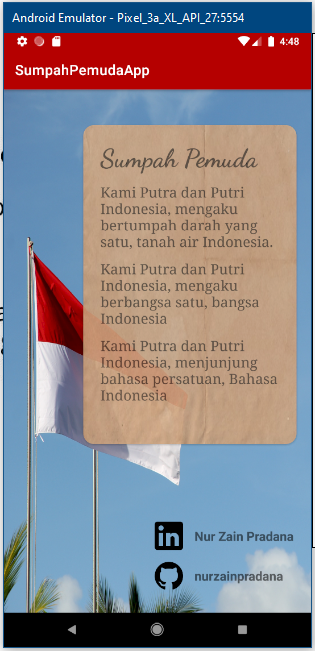 Android Emulator - Pixel_3a_XL_API_27:5554
4:48
SumpahPemudaApp
Sumpah Pemuda
Kami Putra dan Putri
Indonesia, mengaku
bertumpah darah yang
satu, tanah air Indonesia.
Kami Putra dan Putri
Indonesia, mengaku
berbangsa satu, bangsa
Indonesia
Kami Putra dan Putri
Indonesia, menjunjung
bahasa persatuan, Bahasa
Indonesia
in Nur Zain Pradana
nurzainpradana